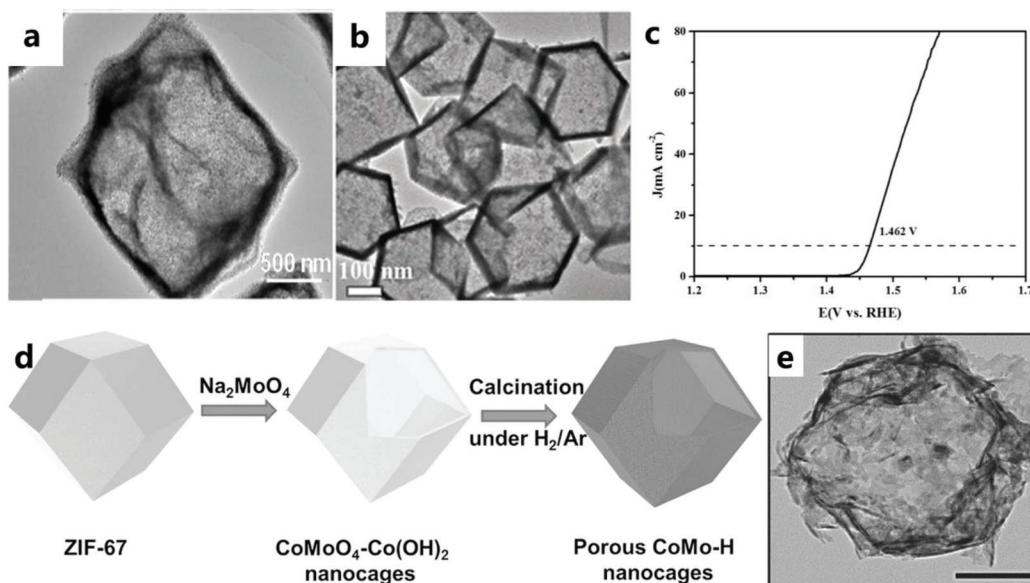 a
500 nm
b
100 nm
c
80
60
40
20
0
J(mA cm⁻²)
1.462 V
1.2 1.3 1.4 1.5 1.6 1.7
E(V vs. RHE)
d
Na₂MoO₄
Calcination
under H₂/Ar
ZIF-67
CoMoO₄-Co(OH)₂
nanocages
Porous CoMo-H
nanocages
e